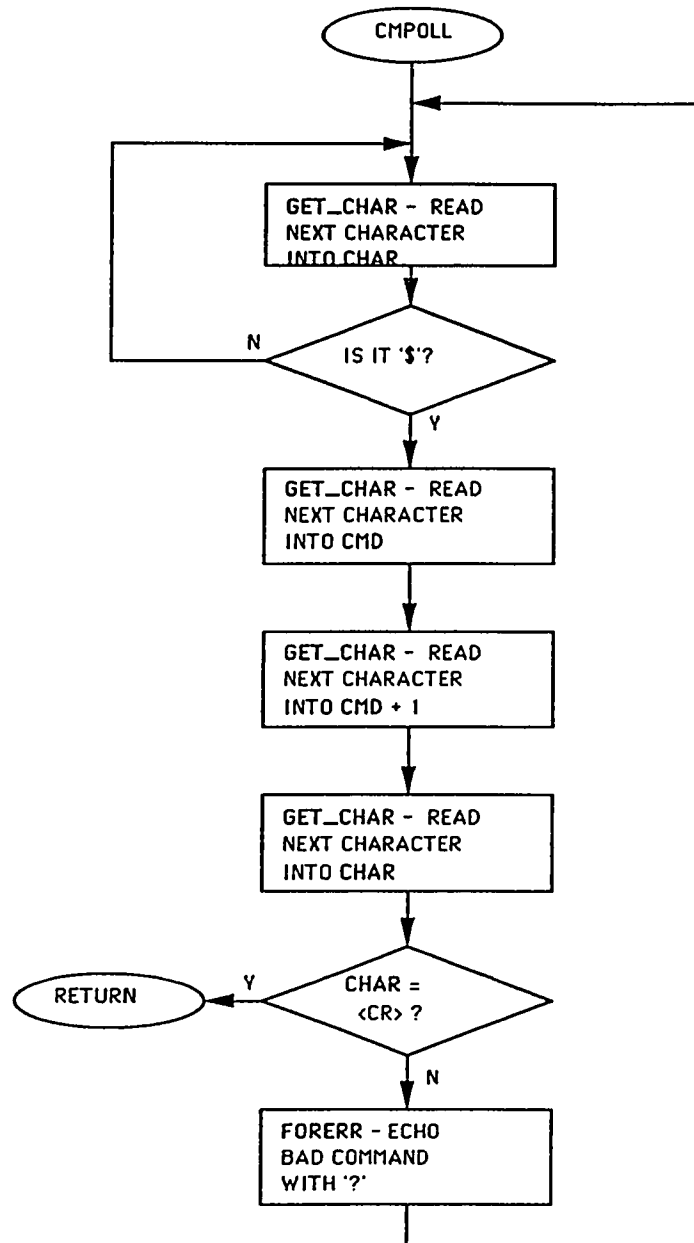 CMPOLL
GET_CHAR - READ
NEXT CHARACTER
INTO CHAR
N
IS IT '$'?
Y
GET_CHAR - READ
NEXT CHARACTER
INTO CMD
GET_CHAR - READ
NEXT CHARACTER
INTO CMD + 1
GET_CHAR - READ
NEXT CHARACTER
INTO CHAR
RETURN
Y
CHAR =
<CR> ?
N
FORERR - ECHO
BAD COMMAND
WITH '?'